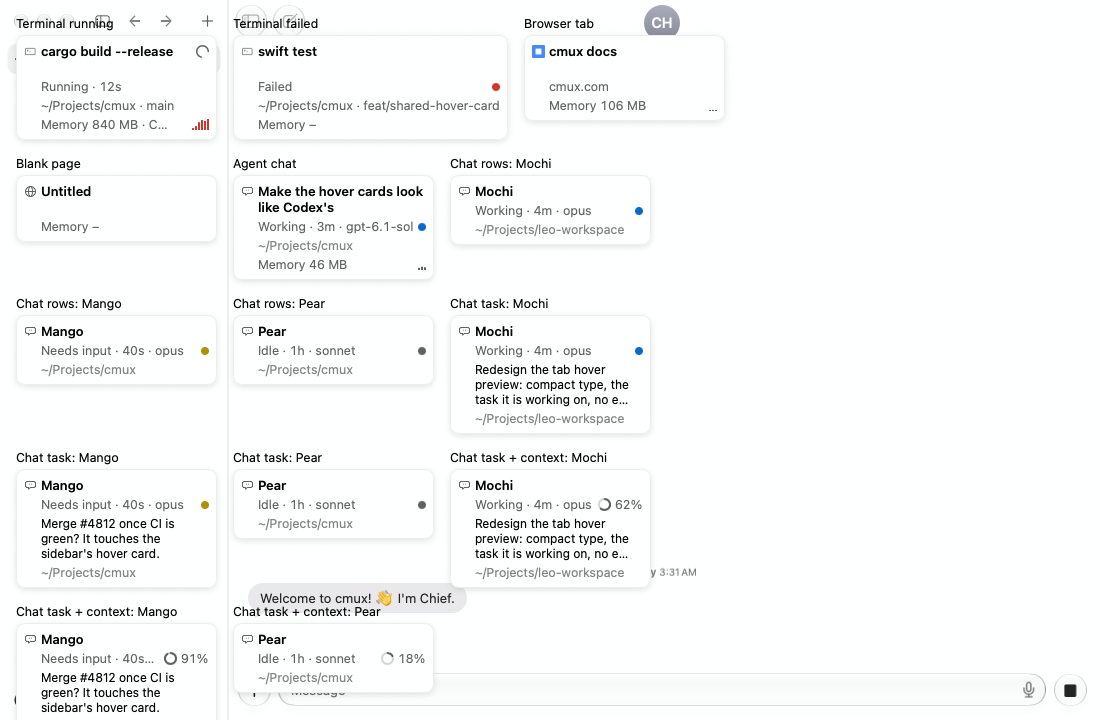 Terminal running
cargo build --release
Running · 12s
~/Projects/cmux · main
Memory 840 MB · C...
Terminal failed
swift test
Failed
~/Projects/cmux · feat/shared-hover-card
Memory –
Browser tab
cmux docs
cmux.com
Memory 106 MB
...
CH
Blank page
Untitled
Memory –
Agent chat
Make the hover cards look
like Codex's
Working · 3m · gpt-6.1-sol
~/Projects/cmux
Memory 46 MB
Chat rows: Mochi
Mochi
Working · 4m · opus
~/Projects/leo-workspace
Chat rows: Mango
Mango
Needs input · 40s · opus
~/Projects/cmux
Chat rows: Pear
Pear
Idle · 1h · sonnet
~/Projects/cmux
Chat task: Mochi
Mochi
Working · 4m · opus
Redesign the tab hover
preview: compact type, the
task it is working on, no e...
~/Projects/leo-workspace
Chat task: Mango
Mango
Needs input · 40s · opus
Merge #4812 once CI is
green? It touches the
sidebar's hover card.
~/Projects/cmux
Chat task: Pear
Pear
Idle · 1h · sonnet
~/Projects/cmux
Chat task + context: Mochi
Mochi
Working · 4m · opus 62%
Redesign the tab hover
preview: compact type, the
task it is working on, no e...
~/Projects/leo-workspace
y 3:31 AM
Welcome to cmux! 👋 I'm Chief.
Chat task + context: Mango
Mango
Needs input · 40s... 91%
Merge #4812 once CI is
green? It touches the
sidebar's hover card.
Chat task + context: Pear
Pear
Idle · 1h · sonnet 18%
~/Projects/cmux
Message